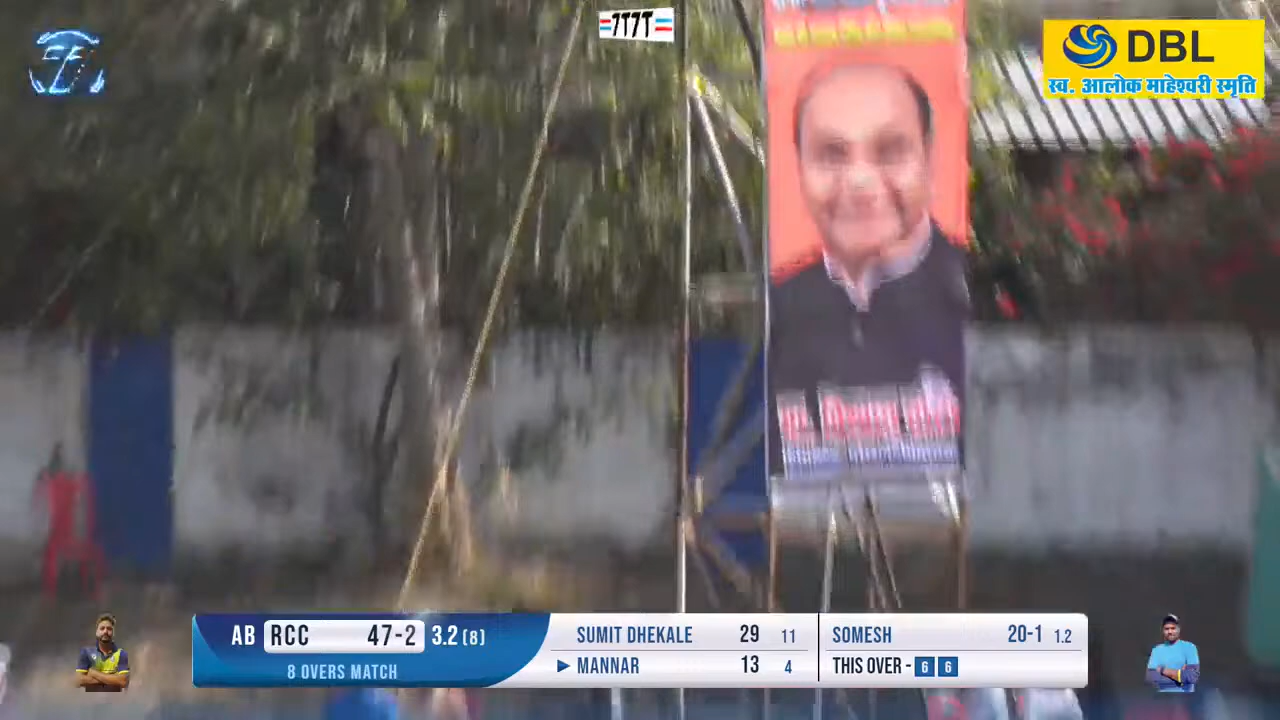 7T7T
DBL
स्व. आलोक माहेश्वरी स्मृति
AB RCC 47-2 3.2 (8)
8 OVERS MATCH
SUMIT DHEKALE 29 11
MANNAR 13 4
SOMESH 20-1 1.2
THIS OVER - 6 6